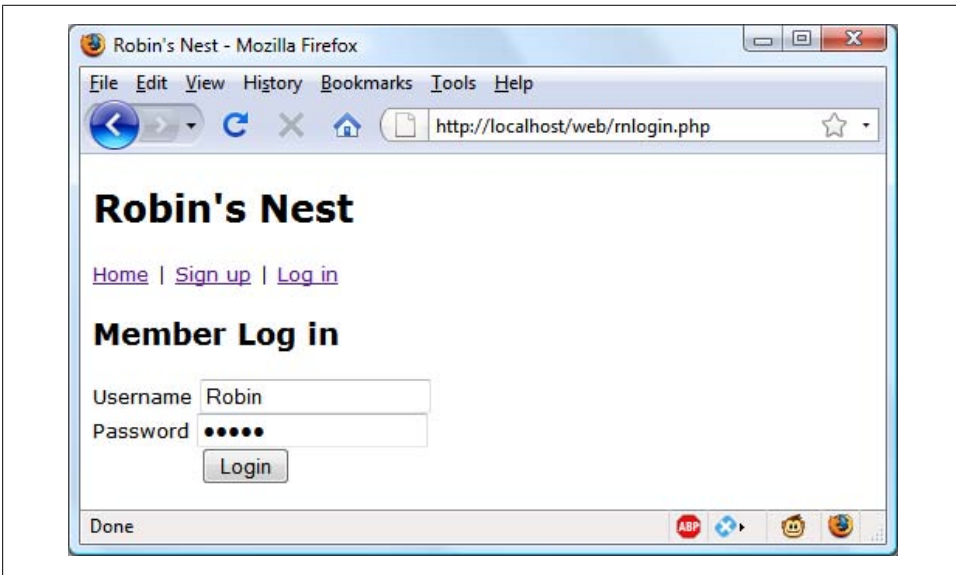 Robin's Nest - Mozilla Firefox
File Edit View History Bookmarks Tools Help
http://localhost/web/rnlogin.php
Robin's Nest
Home | Sign up | Log in
Member Log in
Username Robin
Password •••••
Login
Done
ABP